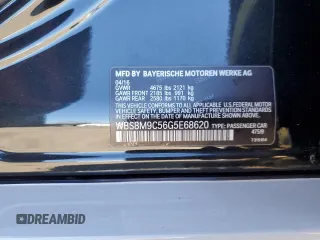 MFD BY BAYERISCHE MOTOREN WERKE AG
04/16
GVWR 4675 lbs 2121 kg
GAWR FRONT 2185 lbs 991 kg
GAWR REAR 2580 lbs 1170 kg
THIS VEHICLE CONFORMS TO ALL APPLICABLE U.S. FEDERAL MOTOR
VEHICLE SAFETY, BUMPER, AND THEFT PREVENTION STANDARDS
IN EFFECT ON THE DATE OF MANUFACTURE SHOWN ABOVE.
WBS8M9C56G5E68620 TYPE: PASSENGER CAR
475/9
DREAMBID